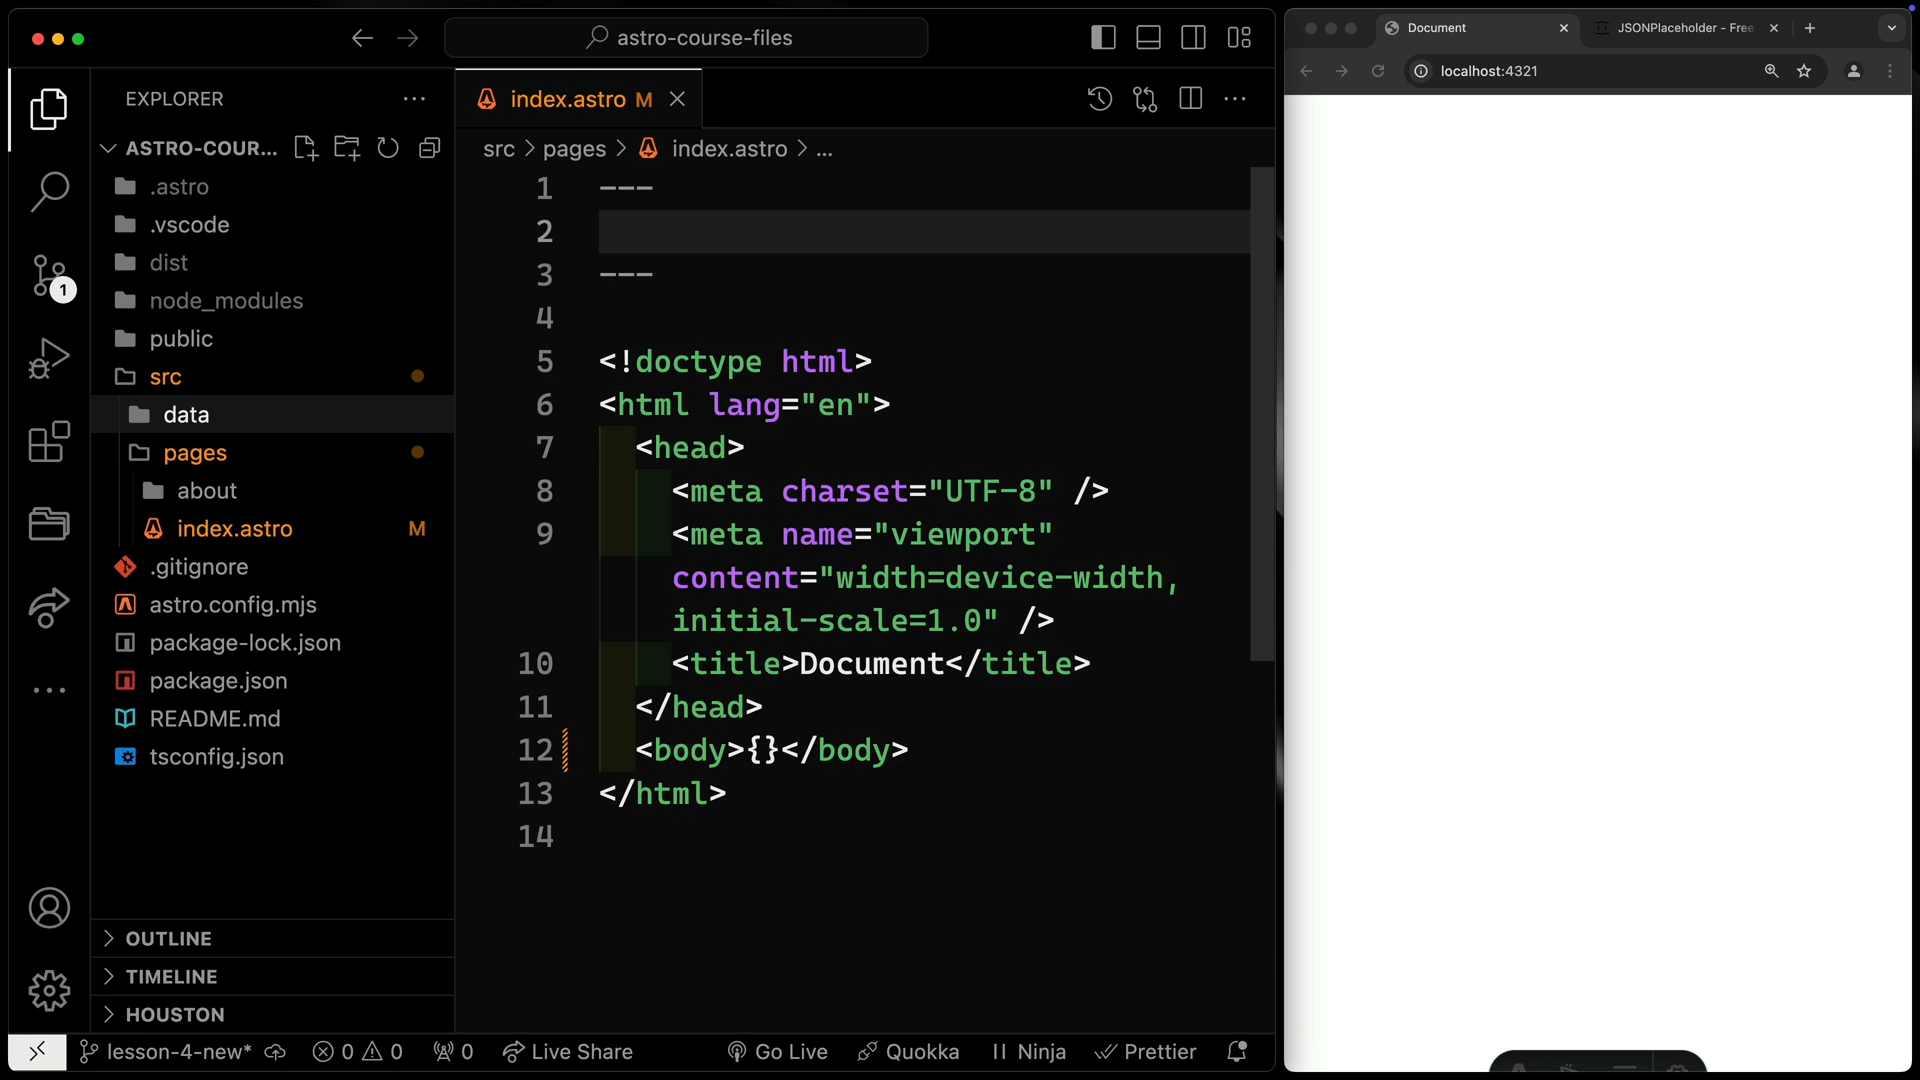 astro-course-files
EXPLORER
ASTRO-COUR...
.astro
.vscode
dist
node_modules
public
src
data
pages
about
index.astro M
.gitignore
astro.config.mjs
package-lock.json
package.json
README.md
tsconfig.json
OUTLINE
TIMELINE
HOUSTON
index.astro M
src > pages > index.astro > ...
1 ---
2
3 ---
4
5 <!doctype html>
6 <html lang="en">
7 <head>
8 <meta charset="UTF-8" />
9 <meta name="viewport"
content="width=device-width,
initial-scale=1.0" />
10 <title>Document</title>
11 </head>
12 <body>{}</body>
13 </html>
14
1
lesson-4-new* 0 0 0 Live Share Go Live Quokka Ninja Prettier
Document
JSONPlaceholder - Free
localhost:4321